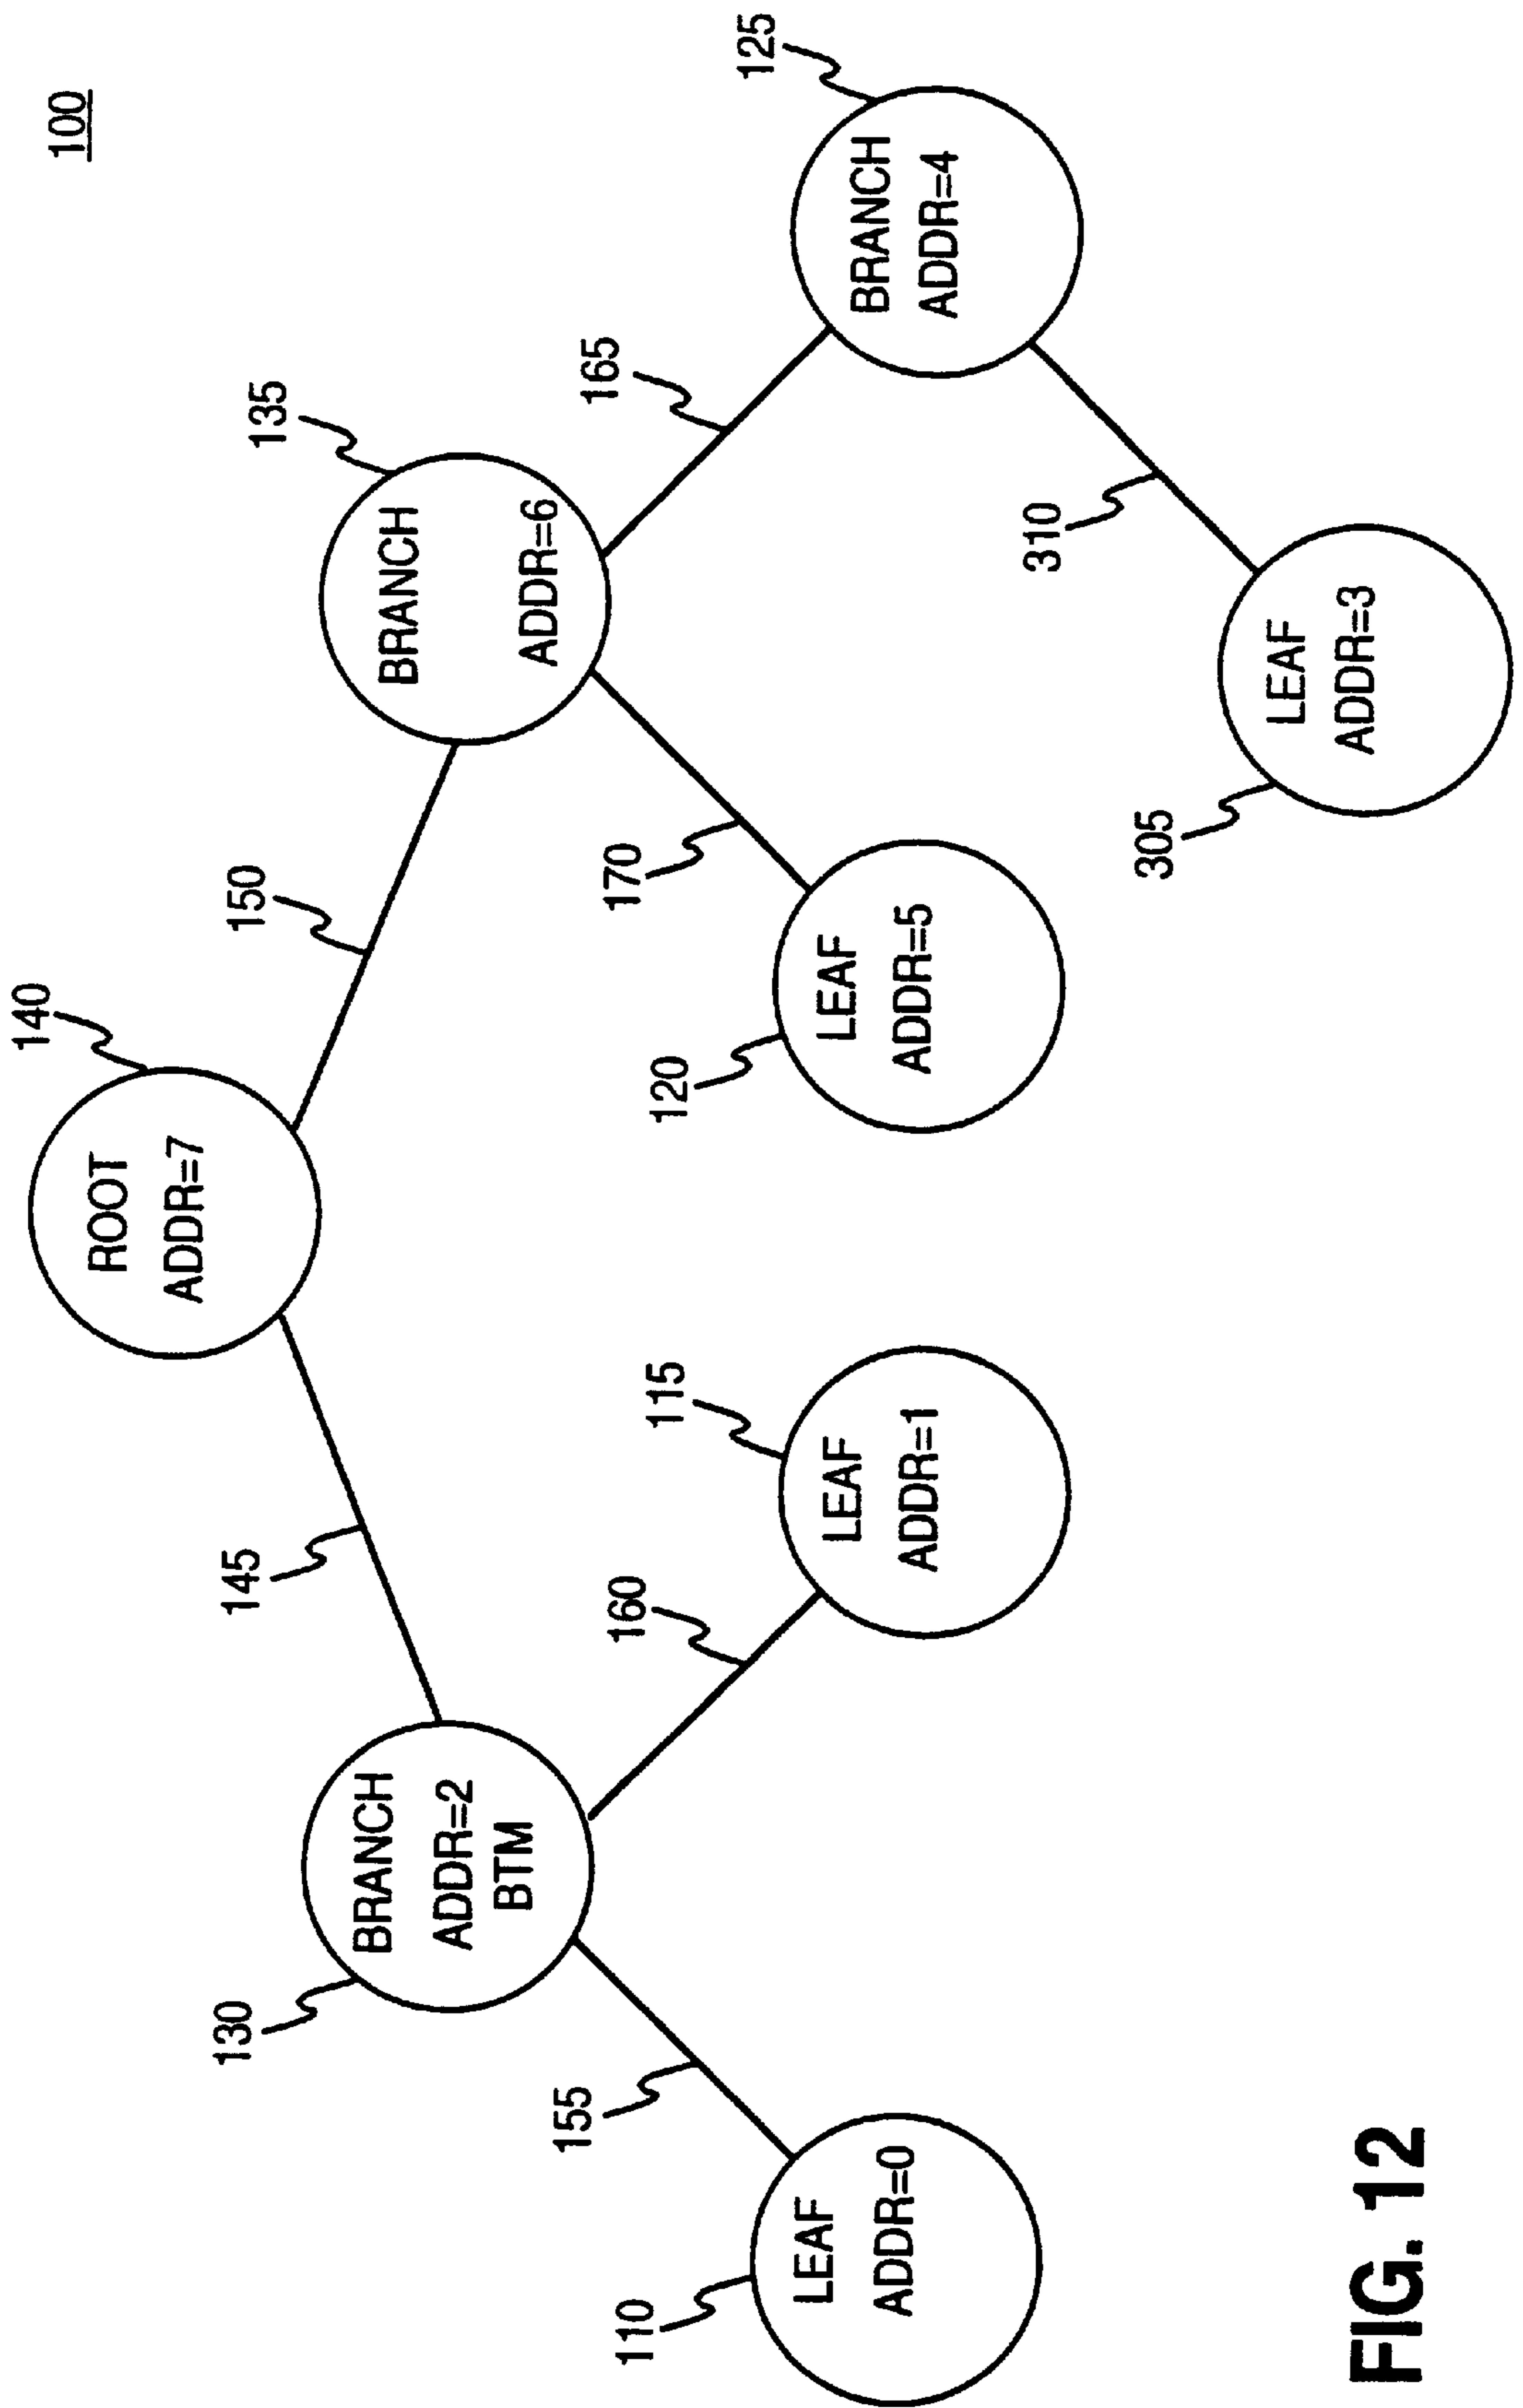 100
140
ROOT
ADDR=7
145
150
130
BRANCH
ADDR=2
BTM
135
BRANCH
ADDR=6
155
160
170
165
110
LEAF
ADDR=0
115
LEAF
ADDR=1
120
LEAF
ADDR=5
125
BRANCH
ADDR=4
310
305
LEAF
ADDR=3
FIG. 12